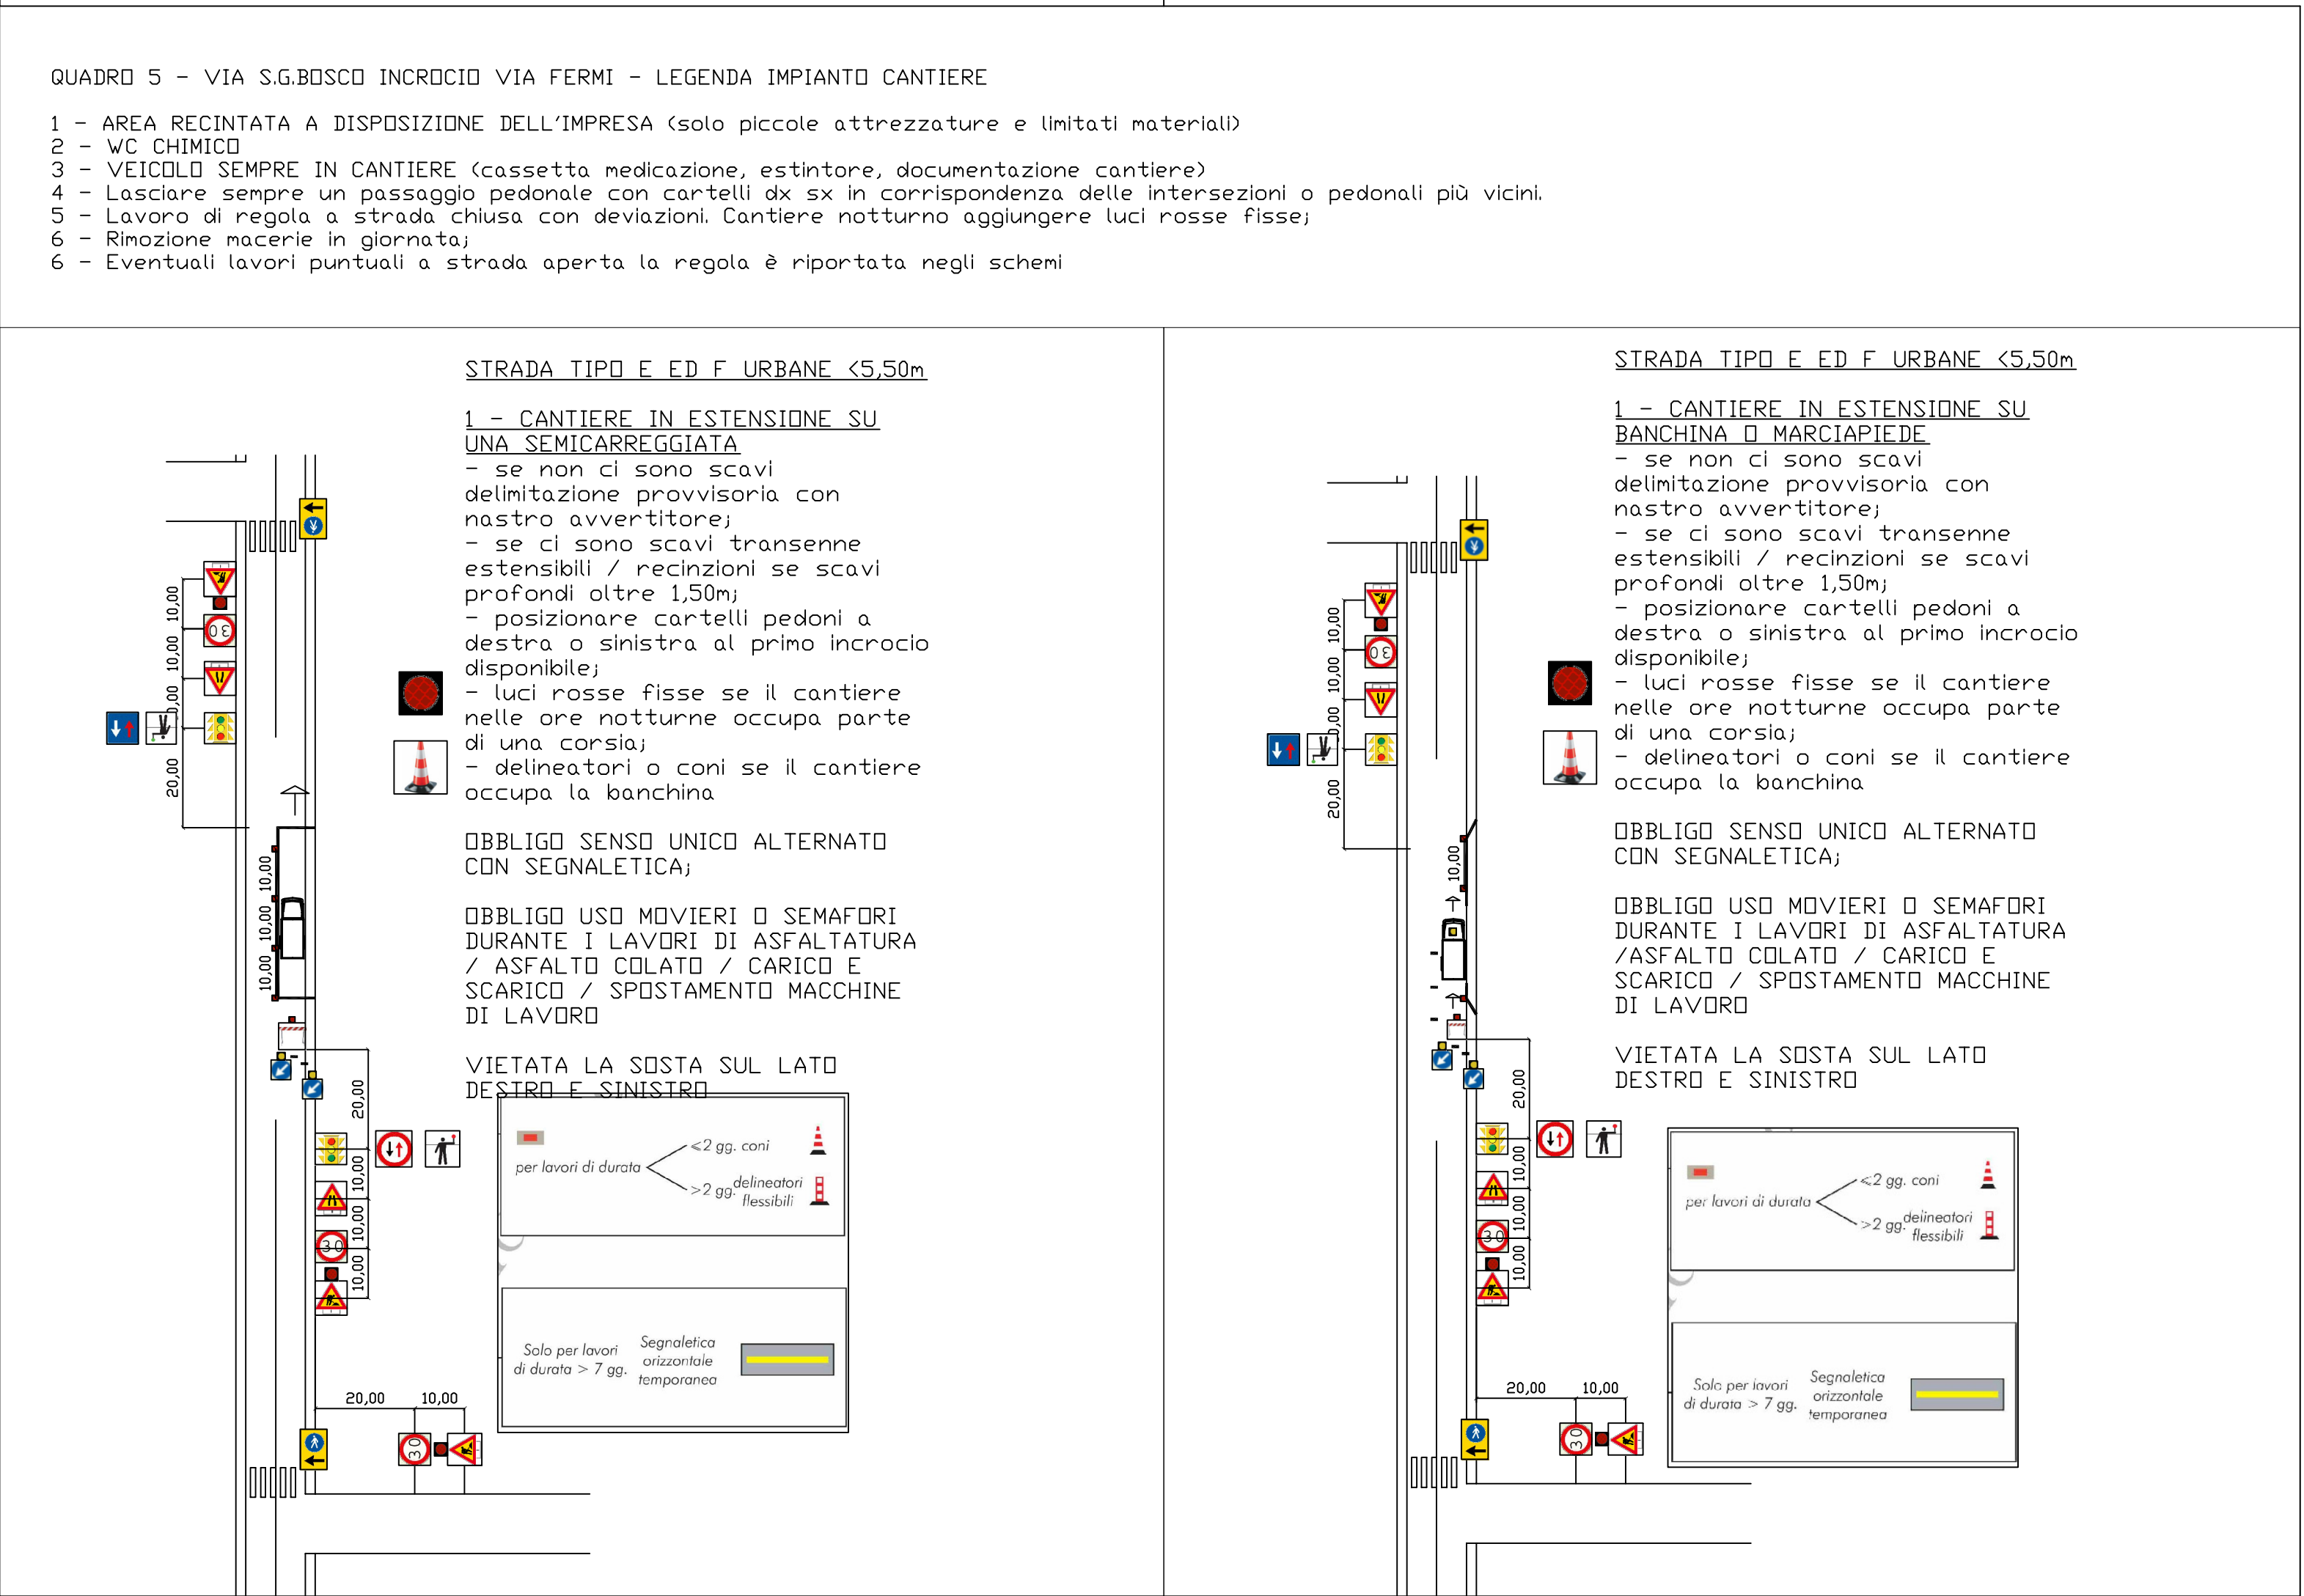 QUADRO 5 - VIA S.G.BOSCO INCROCIO VIA FERMI - LEGENDA IMPIANTO CANTIERE
1 - AREA RECINTATA A DISPOSIZIONE DELL'IMPRESA (solo piccole attrezzature e limitati materiali)
2 - WC CHIMICO
3 - VEICOLO SEMPRE IN CANTIERE (cassetta medicazione, estintore, documentazione cantiere)
4 - Lasciare sempre un passaggio pedonale con cartelli dx sx in corrispondenza delle intersezioni o pedonali più vicini.
5 - Lavoro di regola a strada chiusa con deviazioni. Cantiere notturno aggiungere luci rosse fisse;
6 - Rimozione macerie in giornata;
6 - Eventuali lavori puntuali a strada aperta la regola è riportata negli schemi
STRADA TIPO E ED F URBANE <5,50m
1 - CANTIERE IN ESTENSIONE SU
UNA SEMICARREGGIATA
- se non ci sono scavi
delimitazione provvisoria con
nastro avvertitore;
- se ci sono scavi transenne
estensibili / recinzioni se scavi
profondi oltre 1,50m;
- posizionare cartelli pedoni a
destra o sinistra al primo incrocio
disponibile;
- luci rosse fisse se il cantiere
nelle ore notturne occupa parte
di una corsia;
- delineatori o coni se il cantiere
occupa la banchina
OBBLIGO SENSO UNICO ALTERNATO
CON SEGNALETICA;
OBBLIGO USO MOVIERI O SEMAFORI
DURANTE I LAVORI DI ASFALTATURA
/ ASFALTO COLATO / CARICO E
SCARICO / SPOSTAMENTO MACCHINE
DI LAVORO
VIETATA LA SOSTA SUL LATO
DESTRO E SINISTRO
10,00
10,00
20,00
30
10,00
10,00
10,00
20,00
10,00
10,00
10,00
30
20,00
10,00
30
per lavori di durata
≤2 gg. coni
>2 gg. delineatori
flessibili
Solo per lavori
di durata > 7 gg.
Segnaletica
orizzontale
temporanea
STRADA TIPO E ED F URBANE <5,50m
1 - CANTIERE IN ESTENSIONE SU
BANCHINA O MARCIAPIEDE
- se non ci sono scavi
delimitazione provvisoria con
nastro avvertitore;
- se ci sono scavi transenne
estensibili / recinzioni se scavi
profondi oltre 1,50m;
- posizionare cartelli pedoni a
destra o sinistra al primo incrocio
disponibile;
- luci rosse fisse se il cantiere
nelle ore notturne occupa parte
di una corsia;
- delineatori o coni se il cantiere
occupa la banchina
OBBLIGO SENSO UNICO ALTERNATO
CON SEGNALETICA;
OBBLIGO USO MOVIERI O SEMAFORI
DURANTE I LAVORI DI ASFALTATURA
/ASFALTO COLATO / CARICO E
SCARICO / SPOSTAMENTO MACCHINE
DI LAVORO
VIETATA LA SOSTA SUL LATO
DESTRO E SINISTRO
10,00
10,00
20,00
30
10,00
20,00
10,00
10,00
10,00
30
20,00
10,00
30
per lavori di durata
≤2 gg. coni
>2 gg. delineatori
flessibili
Solo per lavori
di durata > 7 gg.
Segnaletica
orizzontale
temporanea